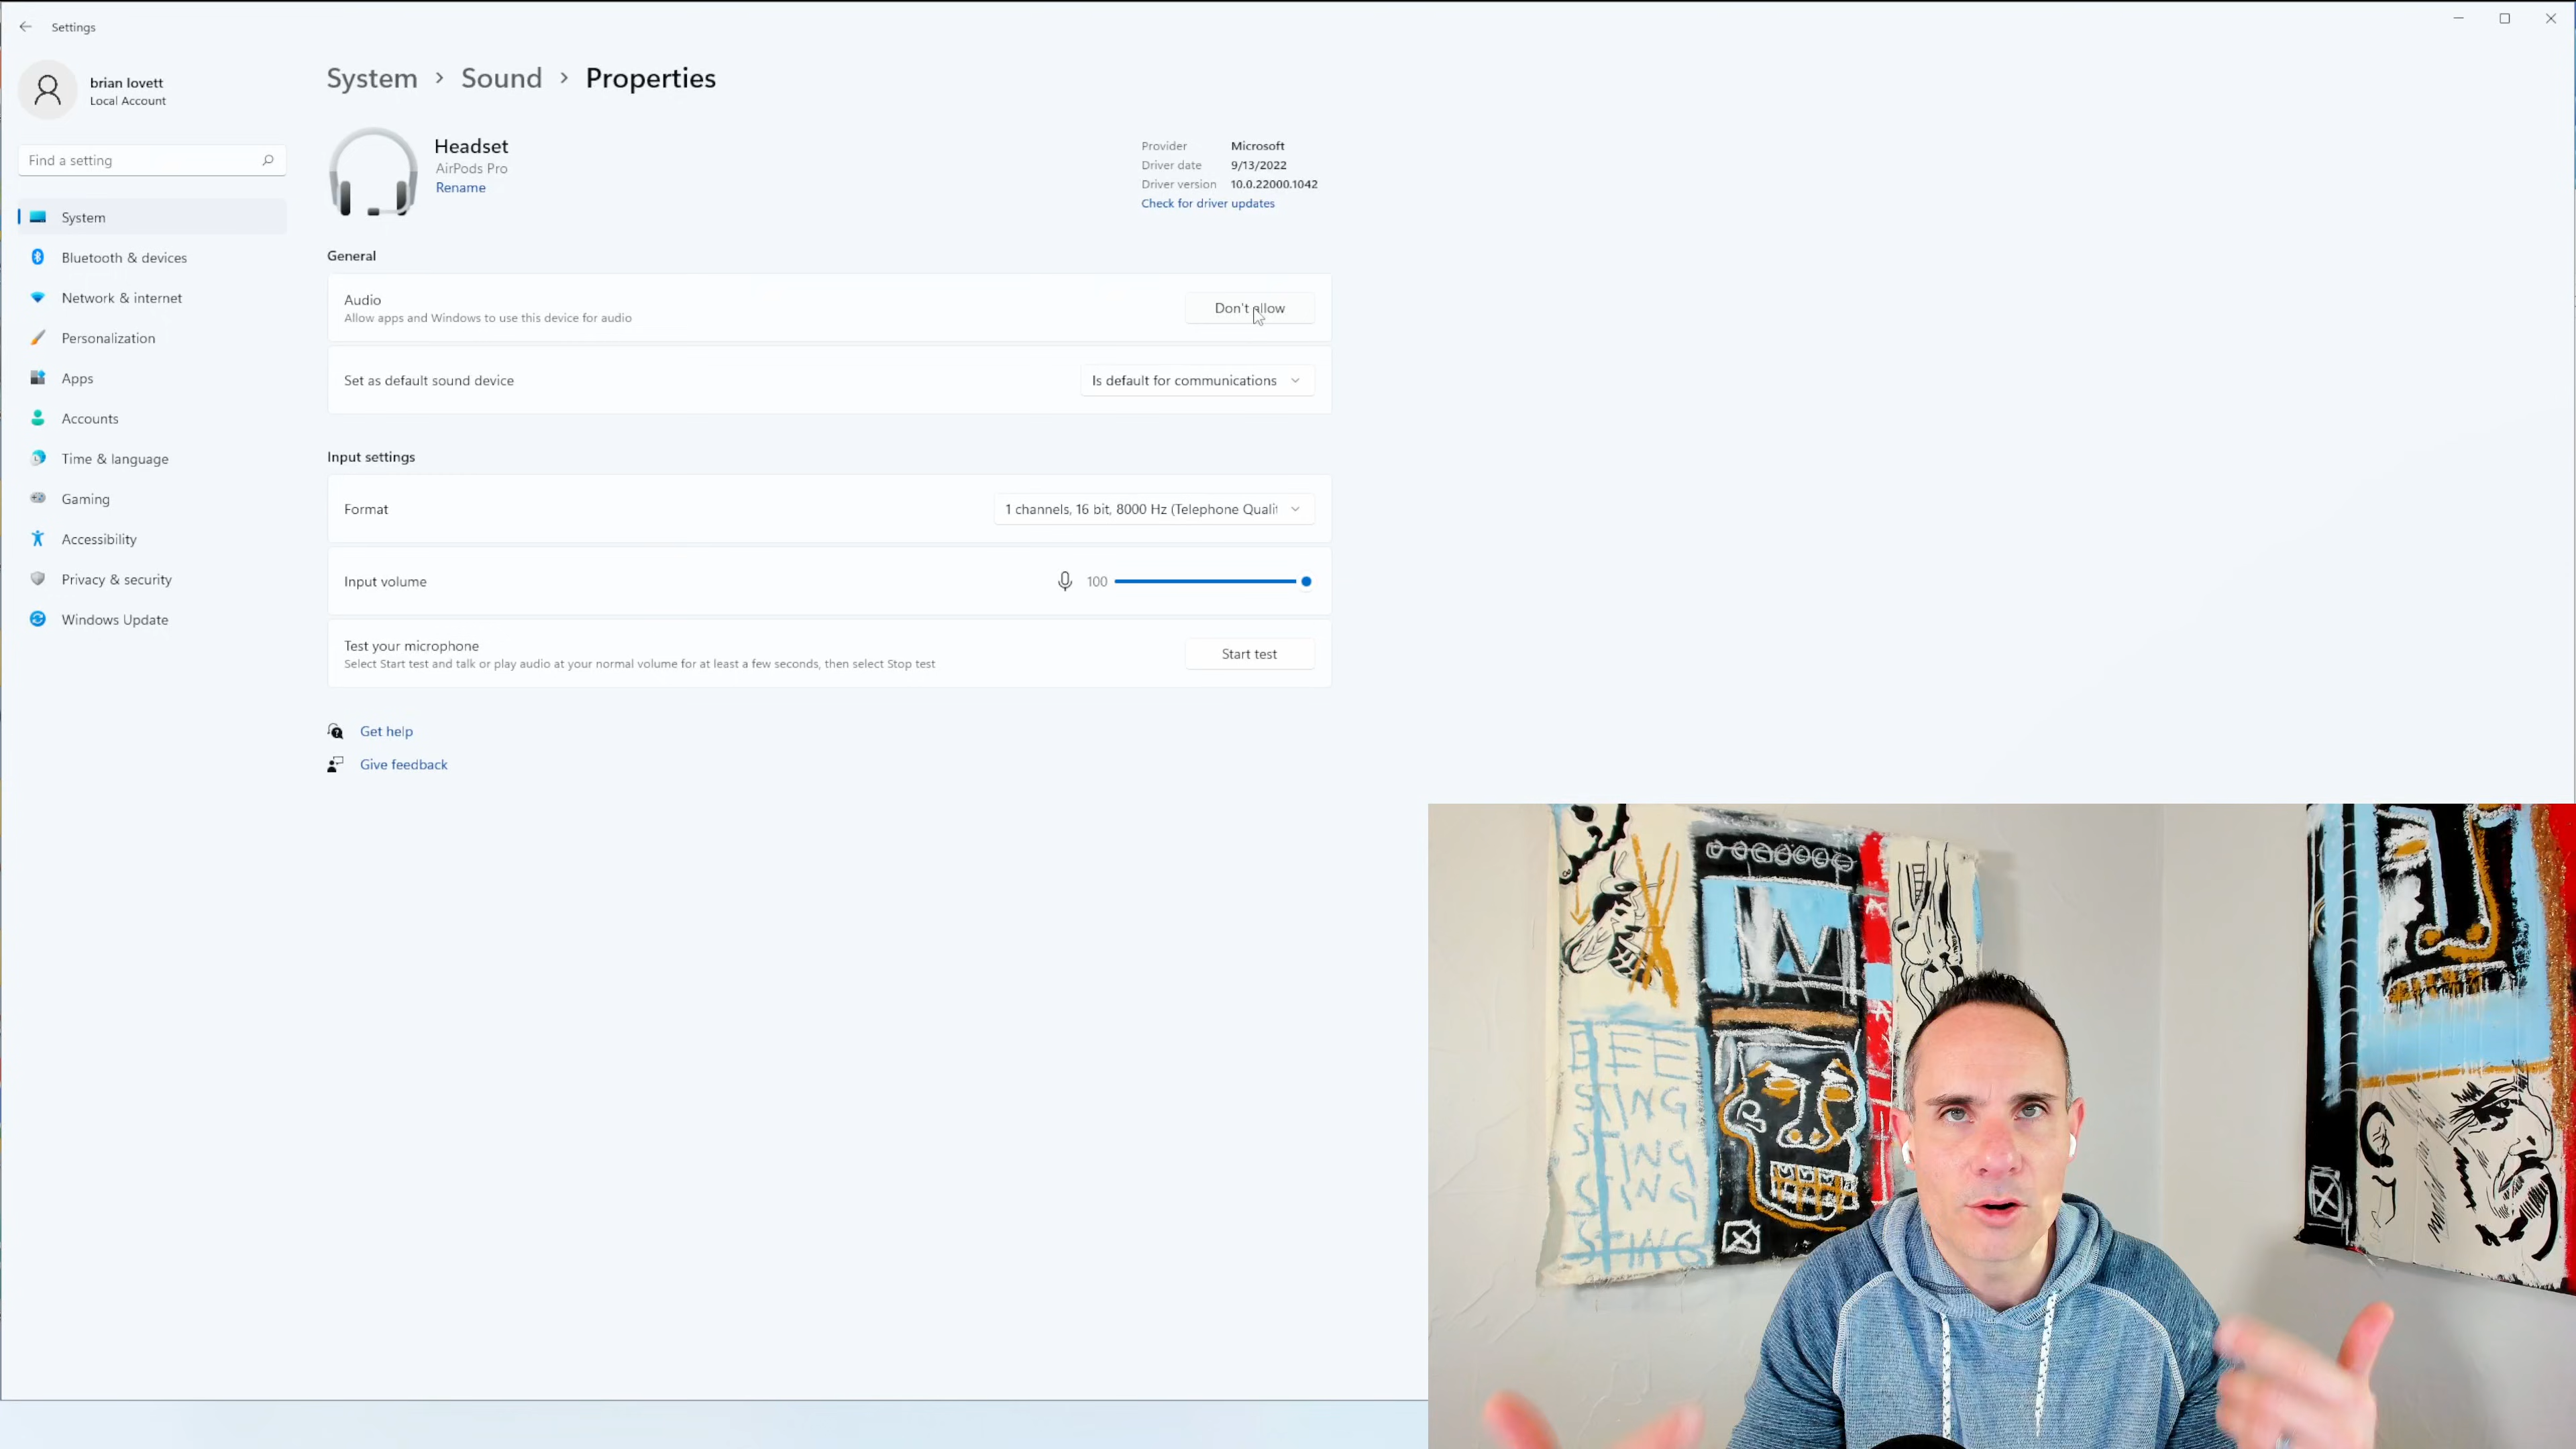 Settings
brian lovett
Local Account
Find a setting
System
Bluetooth & devices
Network & internet
Personalization
Apps
Accounts
Time & language
Gaming
Accessibility
Privacy & security
Windows Update
System > Sound > Properties
Headset
AirPods Pro
Rename
Provider Microsoft
Driver date 9/13/2022
Driver version 10.0.22000.1042
Check for driver updates
General
Audio
Allow apps and Windows to use this device for audio
Don't allow
Set as default sound device
Is default for communications
Input settings
Format
1 channels, 16 bit, 8000 Hz (Telephone Qualit
Input volume
100
Test your microphone
Select Start test and talk or play audio at your normal volume for at least a few seconds, then select Stop test
Start test
Get help
Give feedback
BEE
STING
STING
STING
STING